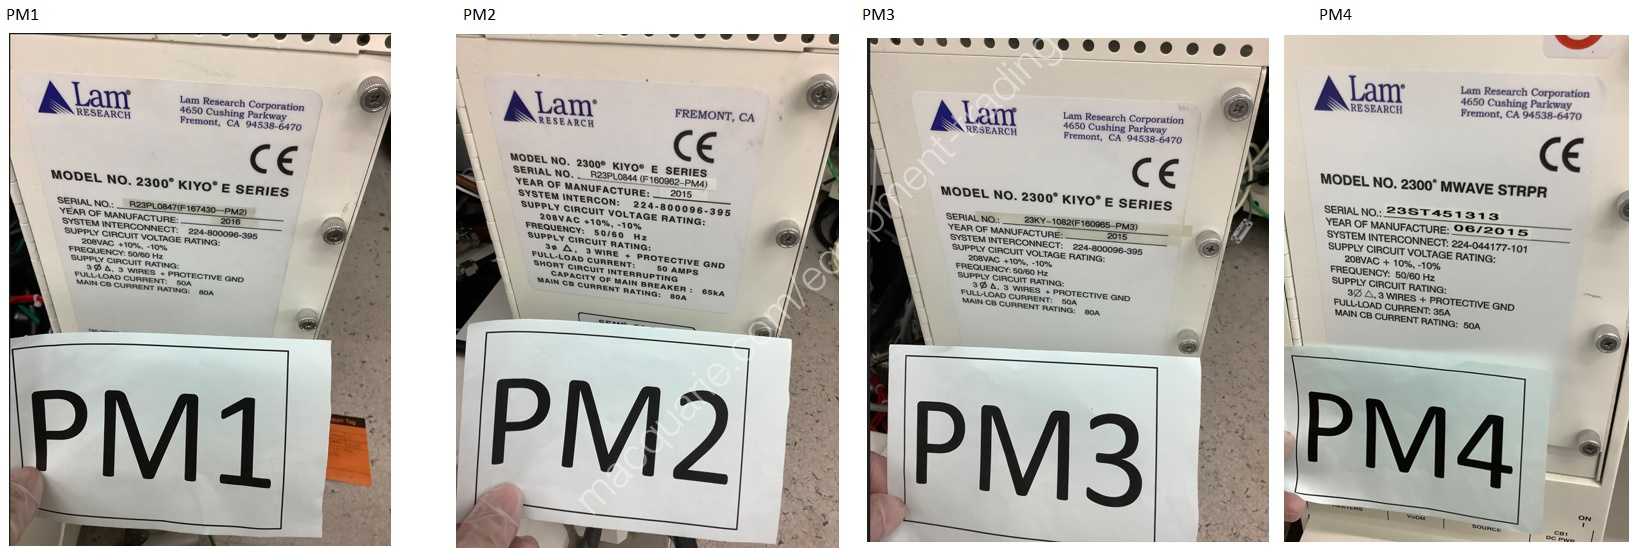 PM1
Lam®
RESEARCH
Lam Research Corporation
4650 Cushing Parkway
Fremont, CA 94538-6470
CE
MODEL NO. 2300® KIYO® E SERIES
SERIAL NO.: R23PL0847(F167430-PM2)
YEAR OF MANUFACTURE: 2016
SYSTEM INTERCONNECT: 224-800096-395
SUPPLY CIRCUIT VOLTAGE RATING:
208VAC +10%, -10%
FREQUENCY: 50/60 Hz
SUPPLY CIRCUIT RATING:
3 Ø Δ, 3 WIRES + PROTECTIVE GND
FULL-LOAD CURRENT: 50A
MAIN CB CURRENT RATING: 80A
PM1
PM2
Lam®
RESEARCH
FREMONT, CA
CE
MODEL NO. 2300® KIYO® E SERIES
SERIAL NO. R23PL0844 (F160962-PM4)
YEAR OF MANUFACTURE: 2015
SYSTEM INTERCON: 224-800096-395
SUPPLY CIRCUIT VOLTAGE RATING:
208VAC +10%, -10%
FREQUENCY: 50/60 Hz
SUPPLY CIRCUIT RATING:
3ø Δ, 3 WIRE + PROTECTIVE GND
FULL-LOAD CURRENT: 50 AMPS
SHORT CIRCUIT INTERRUPTING
CAPACITY OF MAIN BREAKER : 65kA
MAIN CB CURRENT RATING: 80A
PM2
PM3
Lam®
RESEARCH
Lam Research Corporation
4650 Cushing Parkway
Fremont, CA 94538-6470
CE
MODEL NO. 2300® KIYO® E SERIES
SERIAL NO.: 23KY-1082(F160965-PM3)
YEAR OF MANUFACTURE: 2015
SYSTEM INTERCONNECT: 224-800096-395
SUPPLY CIRCUIT VOLTAGE RATING:
208VAC +10%, -10%
FREQUENCY: 50/60 Hz
SUPPLY CIRCUIT RATING:
3 Ø Δ, 3 WIRES + PROTECTIVE GND
FULL-LOAD CURRENT: 50A
MAIN CB CURRENT RATING: 80A
PM3
PM4
Lam®
RESEARCH
Lam Research Corporation
4650 Cushing Parkway
Fremont, CA 94538-6470
CE
MODEL NO. 2300® MWAVE STRPR
SERIAL NO.: 23ST451313
YEAR OF MANUFACTURE: 06/2015
SYSTEM INTERCONNECT: 224-044177-101
SUPPLY CIRCUIT VOLTAGE RATING:
208VAC + 10%, -10%
FREQUENCY: 50/60 Hz
SUPPLY CIRCUIT RATING:
3Ø Δ, 3 WIRES + PROTECTIVE GND
FULL-LOAD CURRENT: 35A
MAIN CB CURRENT RATING: 50A
PM4
SOURCE
ON
I
CB1
DC PWR